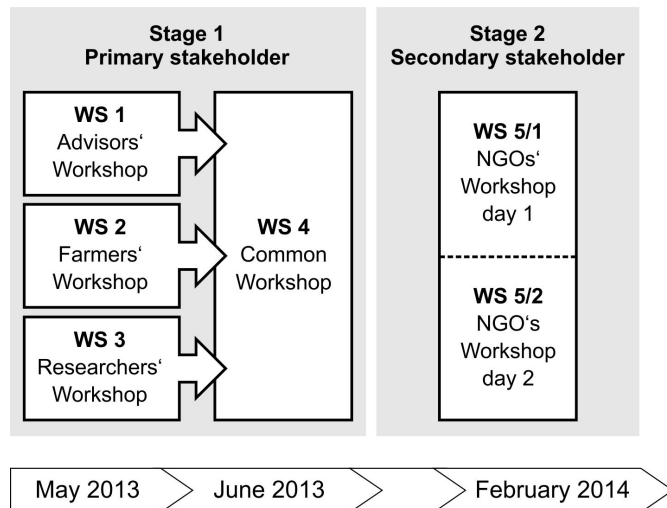 Stage 1
Primary stakeholder
WS 1
Advisors‘
Workshop
WS 2
Farmers‘
Workshop
WS 3
Researchers‘
Workshop
WS 4
Common
Workshop
Stage 2
Secondary stakeholder
WS 5/1
NGOs‘
Workshop
day 1
WS 5/2
NGO‘s
Workshop
day 2
May 2013
June 2013
February 2014